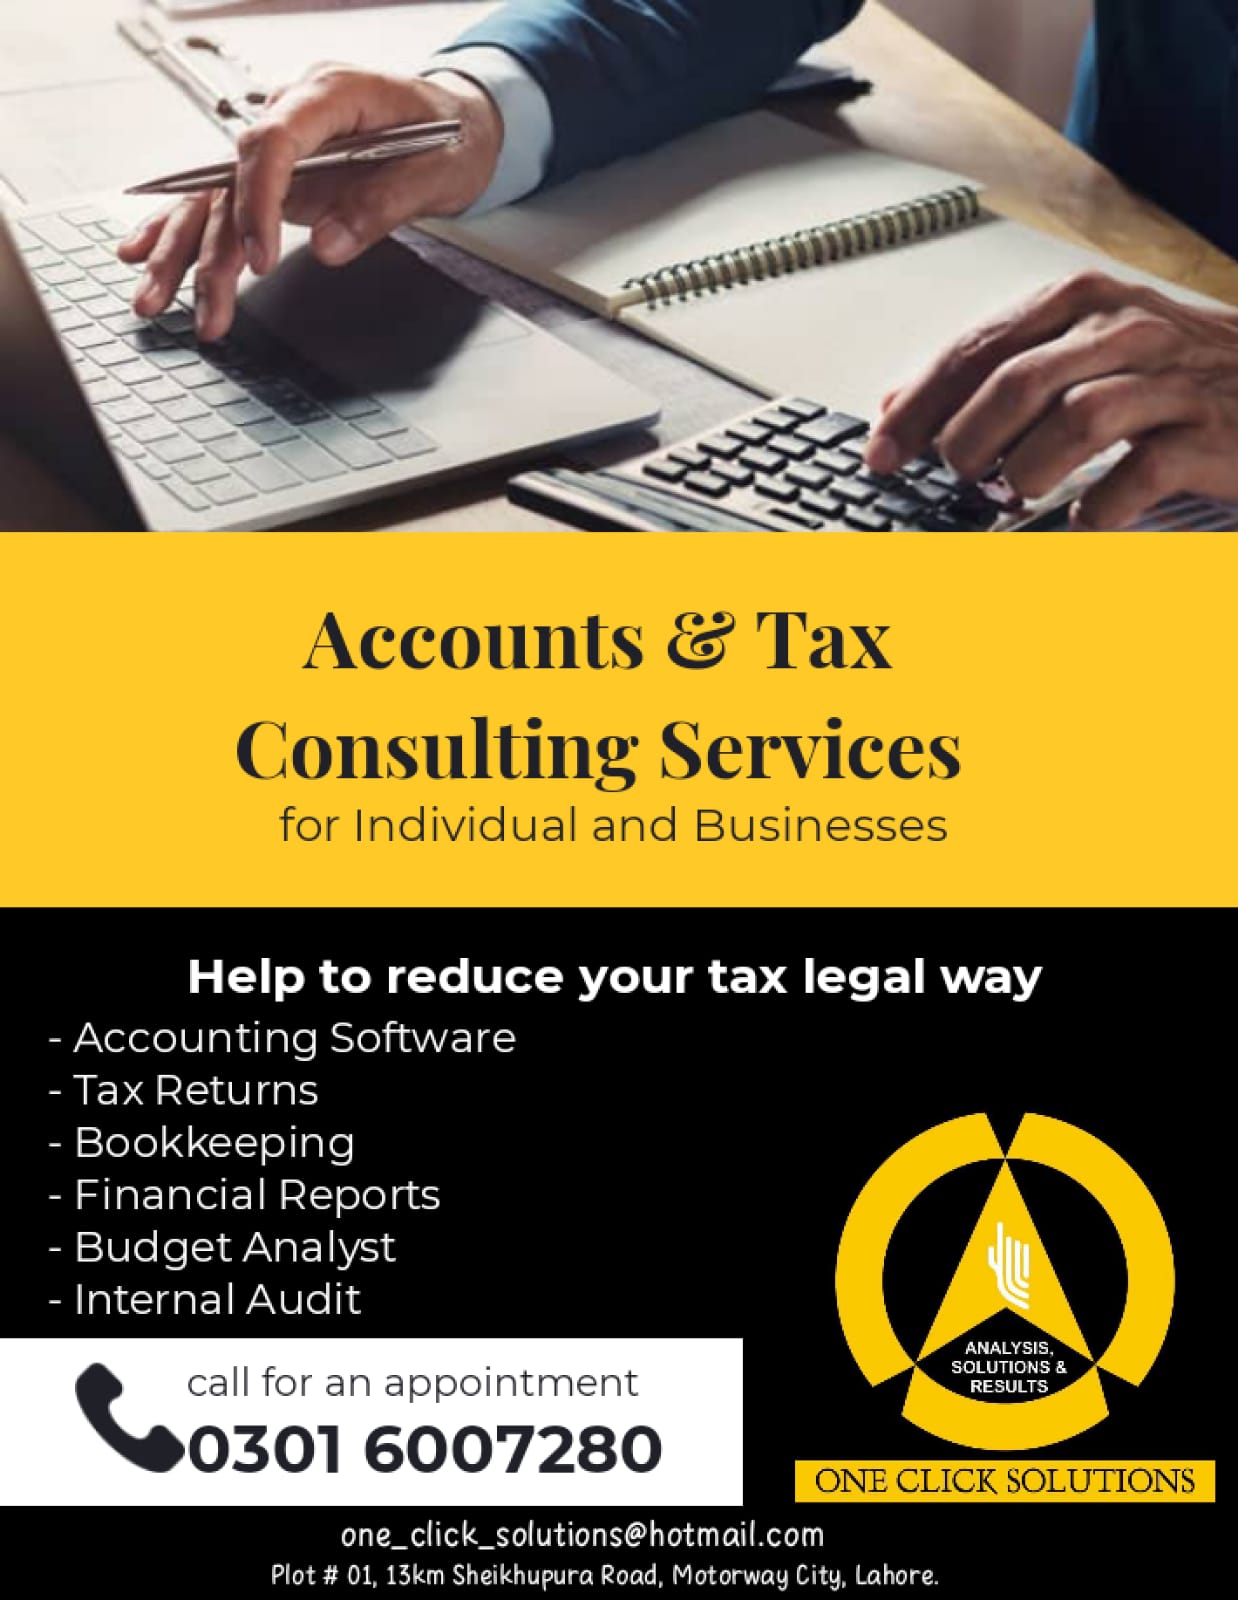 Accounts & Tax
Consulting Services
for Individual and Businesses
Help to reduce your tax legal way
- Accounting Software
- Tax Returns
- Bookkeeping
- Financial Reports
- Budget Analyst
- Internal Audit
ANALYSIS,
SOLUTIONS &
RESULTS
call for an appointment
0301 6007280
ONE CLICK SOLUTIONS
one_click_solutions@hotmail.com
Plot # 01, 13km Sheikhupura Road, Motorway City, Lahore.